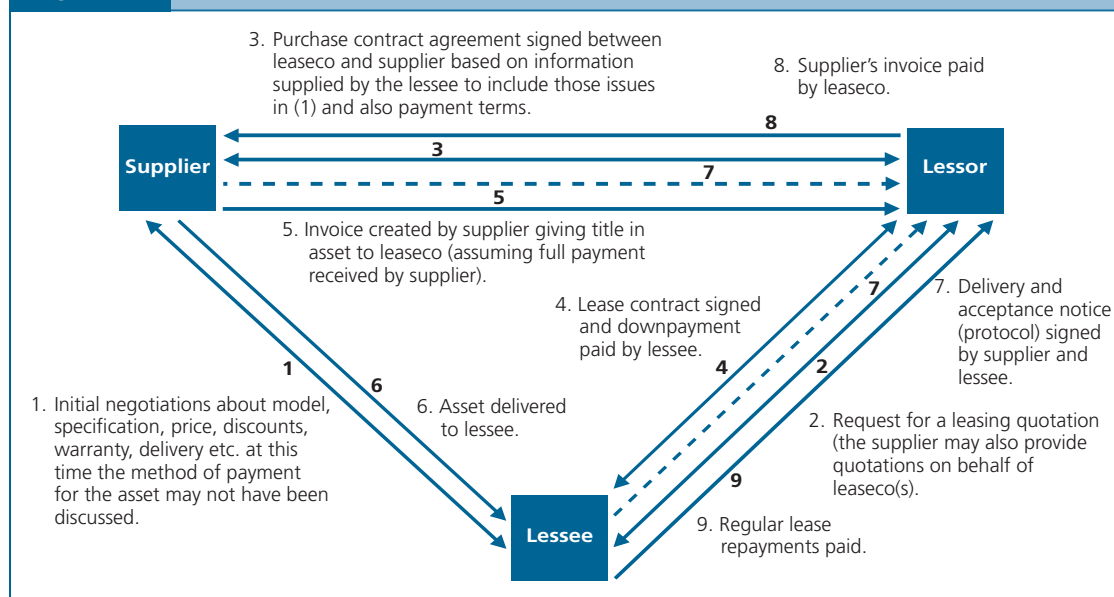 3. Purchase contract agreement signed between
leaseco and supplier based on information
supplied by the lessee to include those issues
in (1) and also payment terms.
8. Supplier's invoice paid
by leaseco.
8
Supplier
3
Lessor
7
5
5. Invoice created by supplier giving title in
asset to leaseco (assuming full payment
received by supplier).
4. Lease contract signed
and downpayment
paid by lessee.
7
7. Delivery and
acceptance notice
(protocol) signed
by supplier and
lessee.
1
6
4
2
1. Initial negotiations about model,
specification, price, discounts,
warranty, delivery etc. at this
time the method of payment
for the asset may not have been
discussed.
6. Asset delivered
to lessee.
2. Request for a leasing quotation
(the supplier may also provide
quotations on behalf of
leaseco(s).
9
Lessee
9. Regular lease
repayments paid.